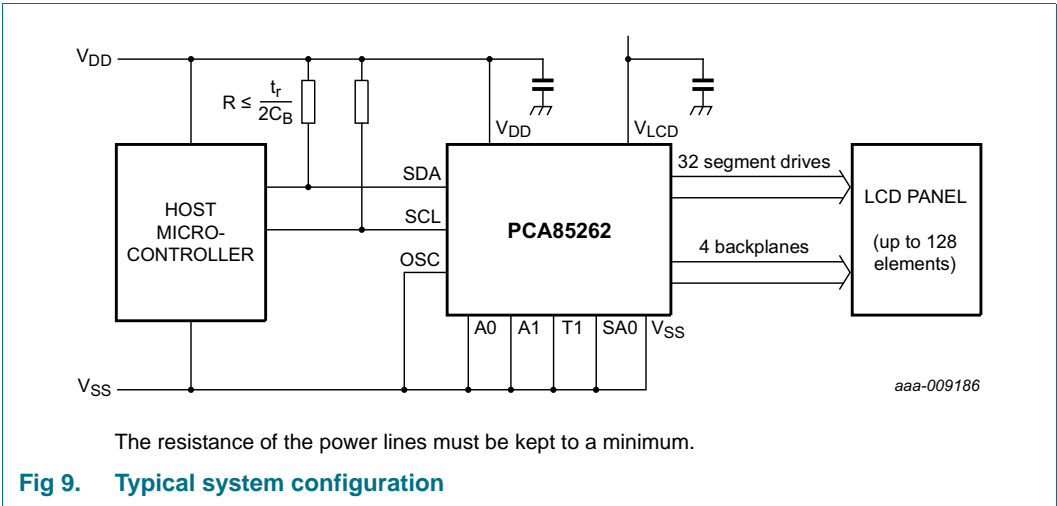 VDD
R ≤ tr
2CB
VDD
VLCD
HOST
MICRO-
CONTROLLER
SDA
SCL
OSC
PCA85262
32 segment drives
4 backplanes
LCD PANEL
(up to 128
elements)
A0 A1 T1 SA0 VSS
VSS
aaa-009186
The resistance of the power lines must be kept to a minimum.
Fig 9. Typical system configuration